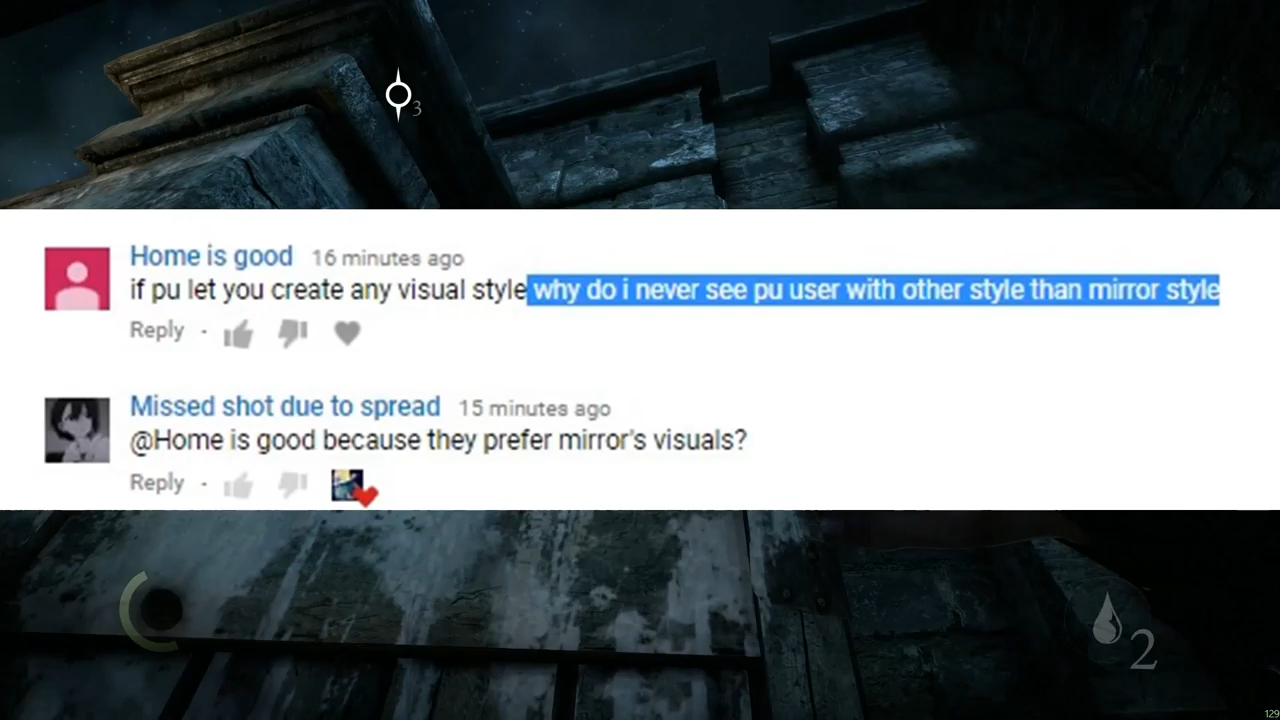 3
Home is good 16 minutes ago
if pu let you create any visual style why do i never see pu user with other style than mirror style
Reply
Missed shot due to spread 15 minutes ago
@Home is good because they prefer mirror's visuals?
Reply
2
129